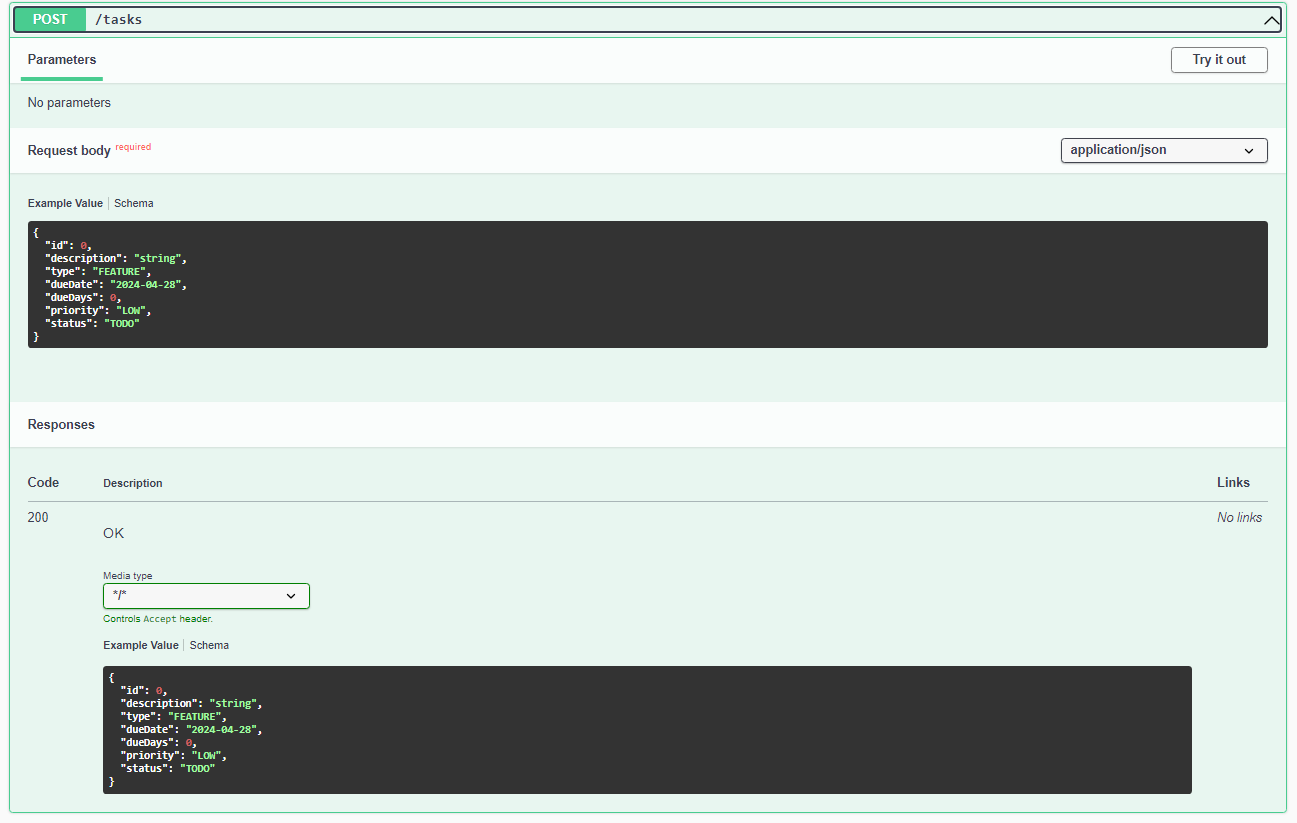 POST /tasks
Parameters
Try it out
No parameters
Request body required
application/json
Example Value Schema
{
  "id": 0,
  "description": "string",
  "type": "FEATURE",
  "dueDate": "2024-04-28",
  "dueDays": 0,
  "priority": "LOW",
  "status": "TODO"
}
Responses
Code Description Links
200 No links
OK
Media type
*/*
Controls Accept header.
Example Value Schema
{
  "id": 0,
  "description": "string",
  "type": "FEATURE",
  "dueDate": "2024-04-28",
  "dueDays": 0,
  "priority": "LOW",
  "status": "TODO"
}